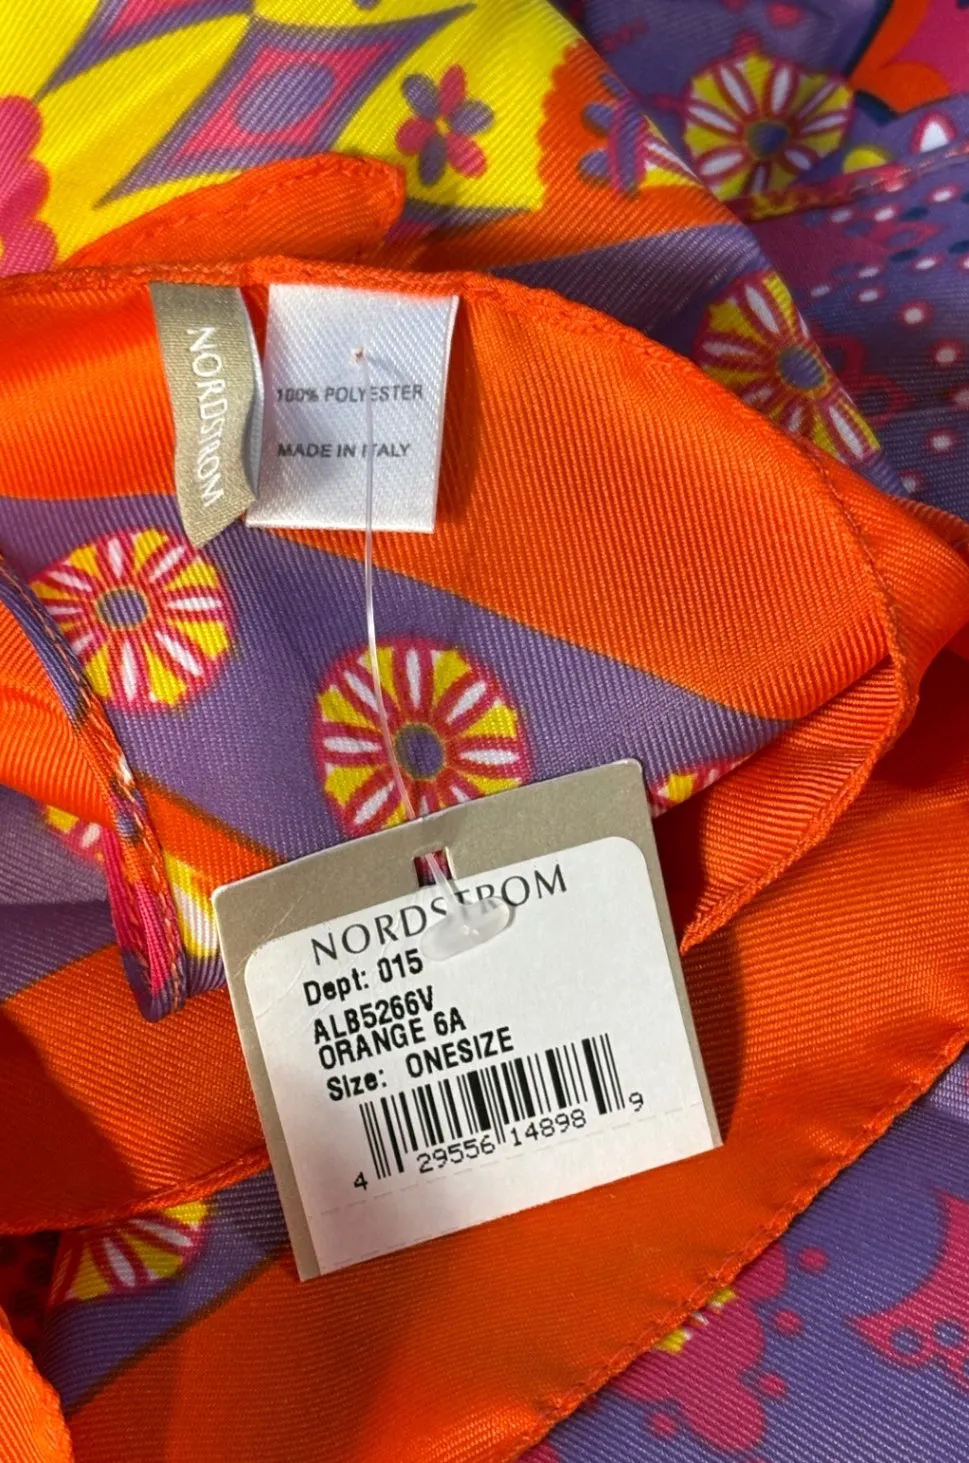 NORDSTROM
100% POLYESTER
MADE IN ITALY
NORDSTROM
Dept: 015
ALB5266V
ORANGE 6A
Size: ONESIZE
4 29556 14898 9